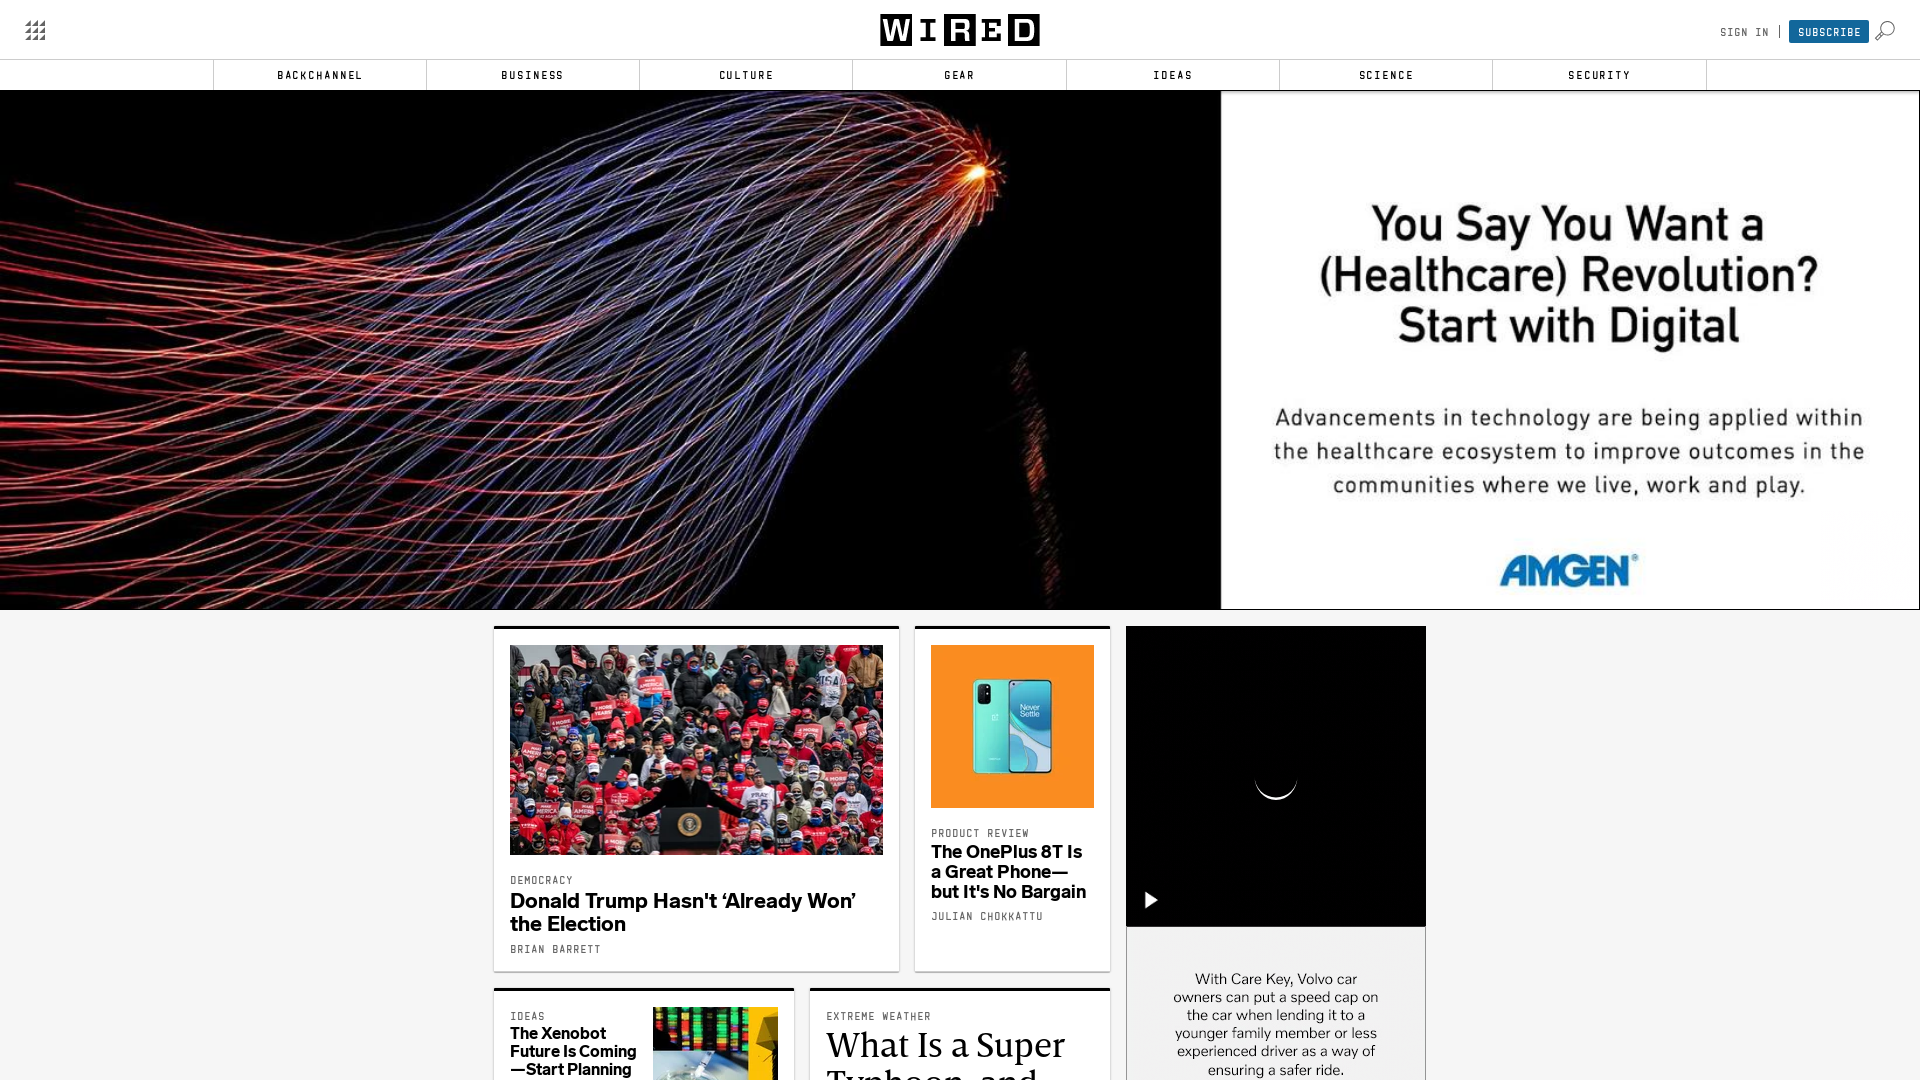 WIRED
SIGN IN
SUBSCRIBE
BACKCHANNEL
BUSINESS
CULTURE
GEAR
IDEAS
SCIENCE
SECURITY
You Say You Want a
(Healthcare) Revolution?
Start with Digital
Advancements in technology are being applied within
the healthcare ecosystem to improve outcomes in the
communities where we live, work and play.
AMGEN®
DEMOCRACY
Donald Trump Hasn't ‘Already Won’
the Election
BRIAN BARRETT
Never
Settle
PRODUCT REVIEW
The OnePlus 8T Is
a Great Phone—
but It's No Bargain
JULIAN CHOKKATTU
With Care Key, Volvo car
owners can put a speed cap on
the car when lending it to a
younger family member or less
experienced driver as a way of
ensuring a safer ride.
IDEAS
The Xenobot
Future Is Coming
—Start Planning
EXTREME WEATHER
What Is a Super
Typhoon, and